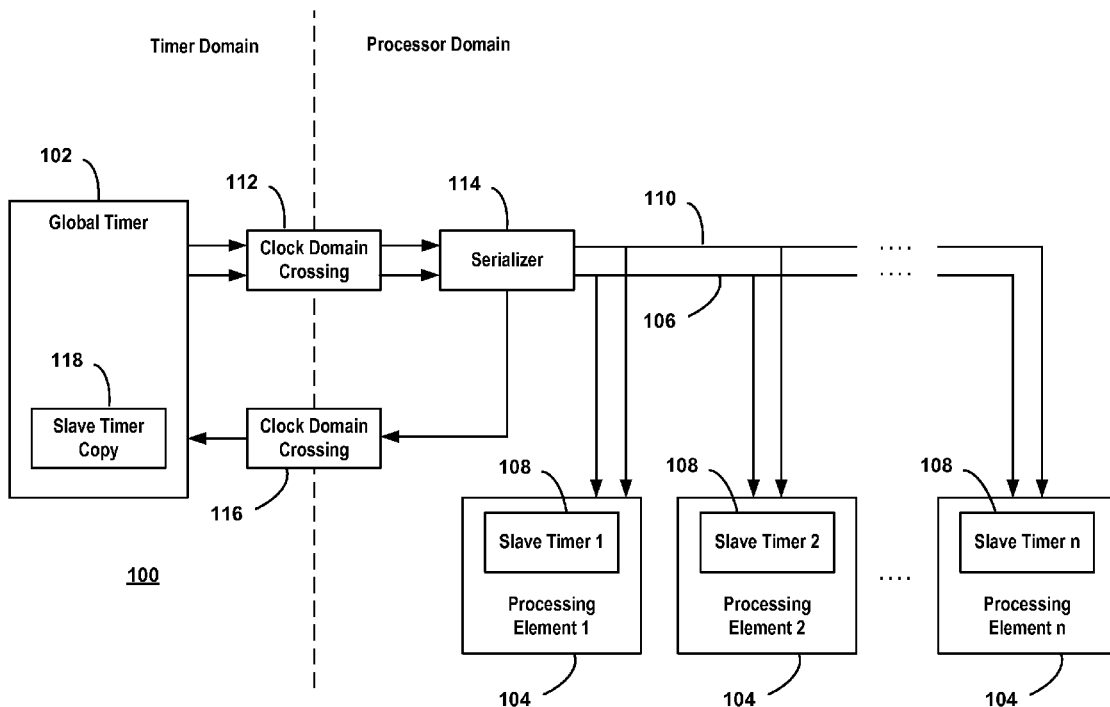 Timer Domain
Processor Domain
102
112
114
110
Global Timer
Clock Domain
Crossing
Serializer
....
....
106
118
Slave Timer
Copy
Clock Domain
Crossing
116
108
108
108
Slave Timer 1
Slave Timer 2
Slave Timer n
100
....
Processing
Element 1
Processing
Element 2
Processing
Element n
104
104
104